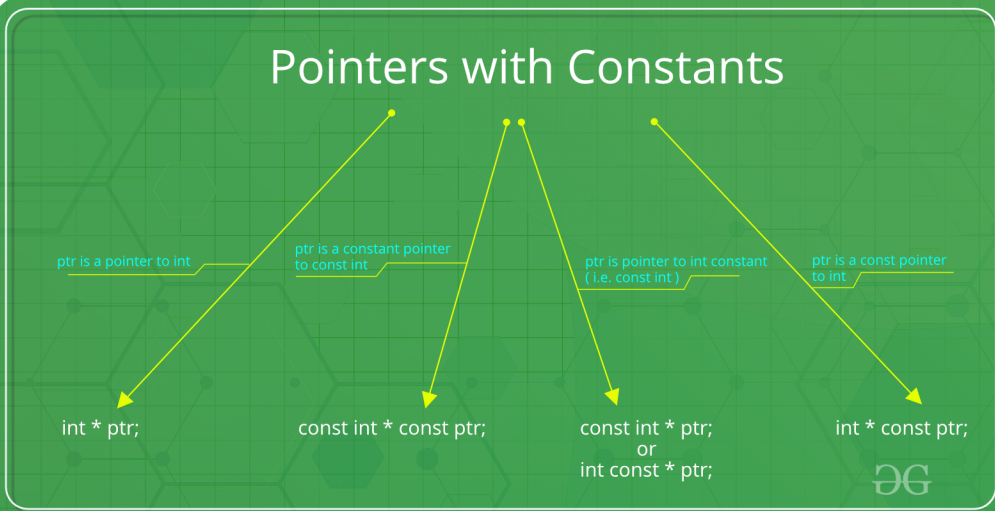 Pointers with Constants
ptr is a pointer to int
ptr is a constant pointer
to const int
ptr is pointer to int constant
( i.e. const int )
ptr is a const pointer
to int
int * ptr;
const int * const ptr;
const int * ptr;
or
int const * ptr;
int * const ptr;